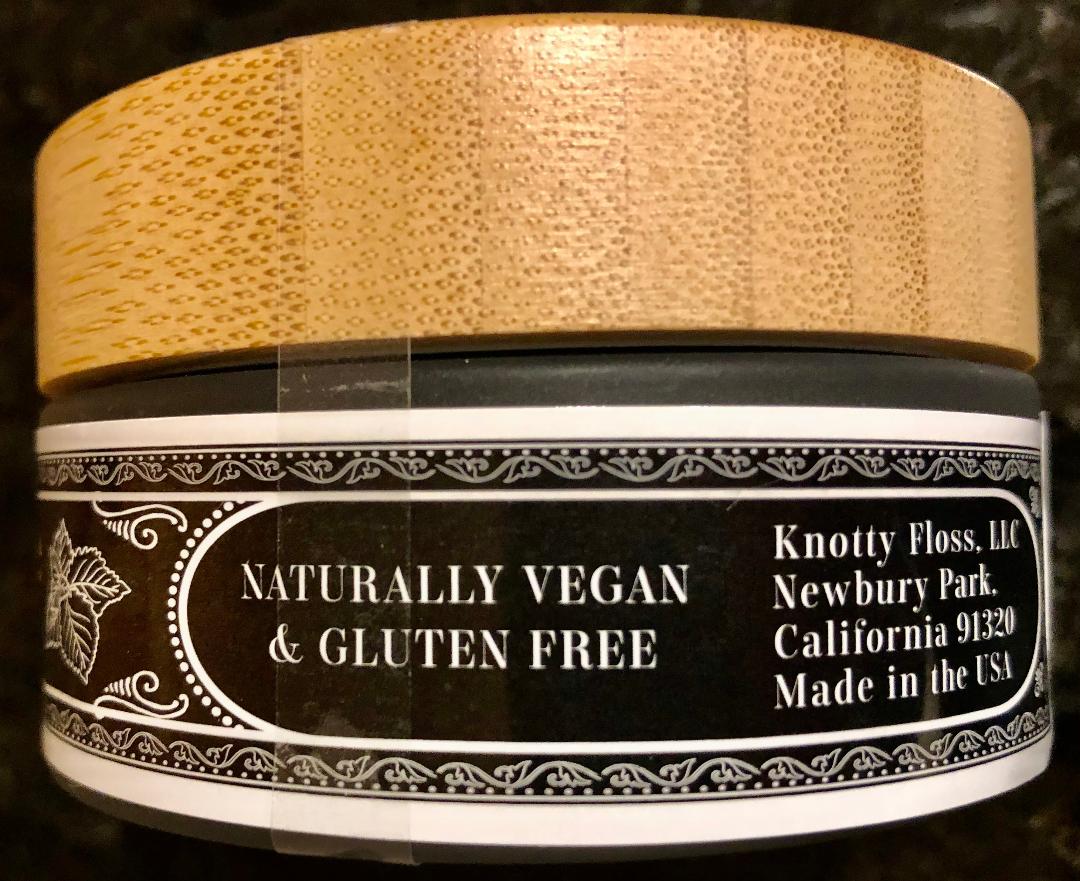 NATURALLY VEGAN
& GLUTEN FREE
Knotty Floss, LLC
Newbury Park,
California 91320
Made in the USA